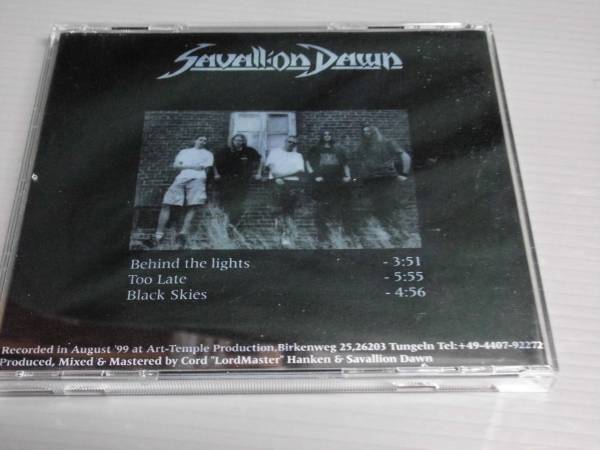 Savallion Dawn
Behind the lights - 3:51
Too Late - 5:55
Black Skies - 4:56
Recorded in August '99 at Art-Temple Production,Birkenweg 25,26203 Tungeln Tel:+49-4407-92272
Produced, Mixed & Mastered by Cord "LordMaster" Hanken & Savallion Dawn